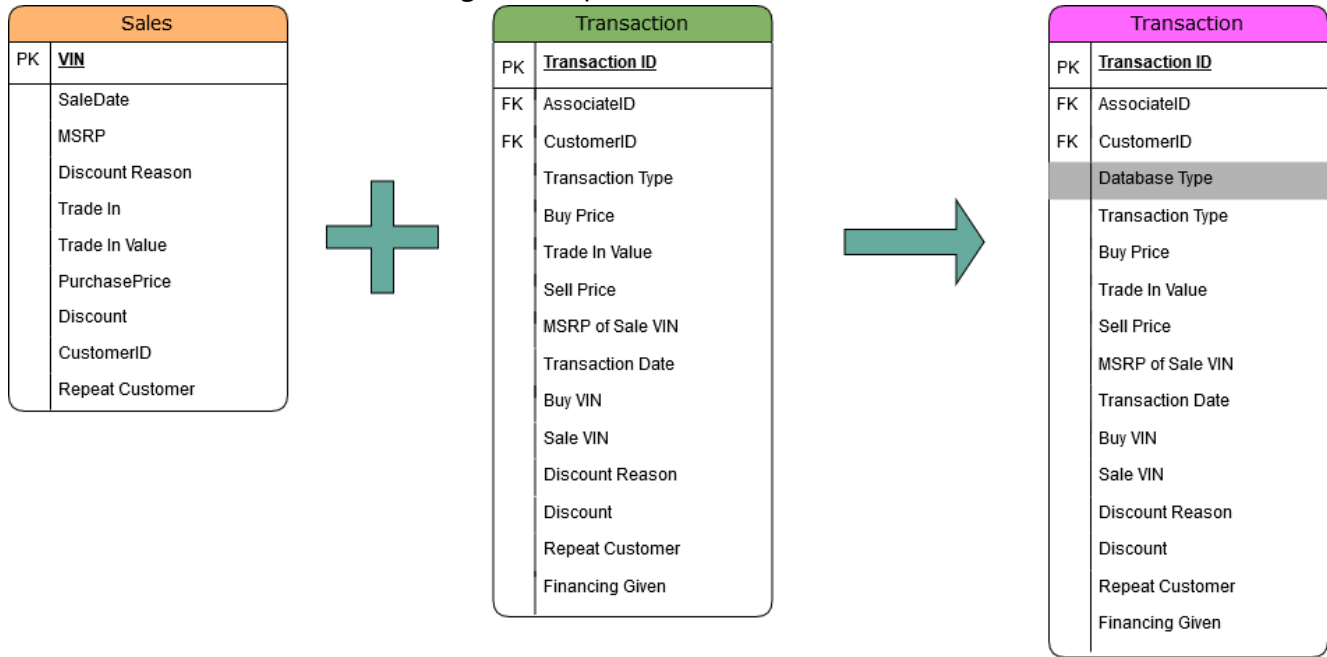 Sales
PK VIN
SaleDate
MSRP
Discount Reason
Trade In
Trade In Value
PurchasePrice
Discount
CustomerID
Repeat Customer
Transaction
PK Transaction ID
FK AssociateID
FK CustomerID
Transaction Type
Buy Price
Trade In Value
Sell Price
MSRP of Sale VIN
Transaction Date
Buy VIN
Sale VIN
Discount Reason
Discount
Repeat Customer
Financing Given
Transaction
PK Transaction ID
FK AssociateID
FK CustomerID
Database Type
Transaction Type
Buy Price
Trade In Value
Sell Price
MSRP of Sale VIN
Transaction Date
Buy VIN
Sale VIN
Discount Reason
Discount
Repeat Customer
Financing Given